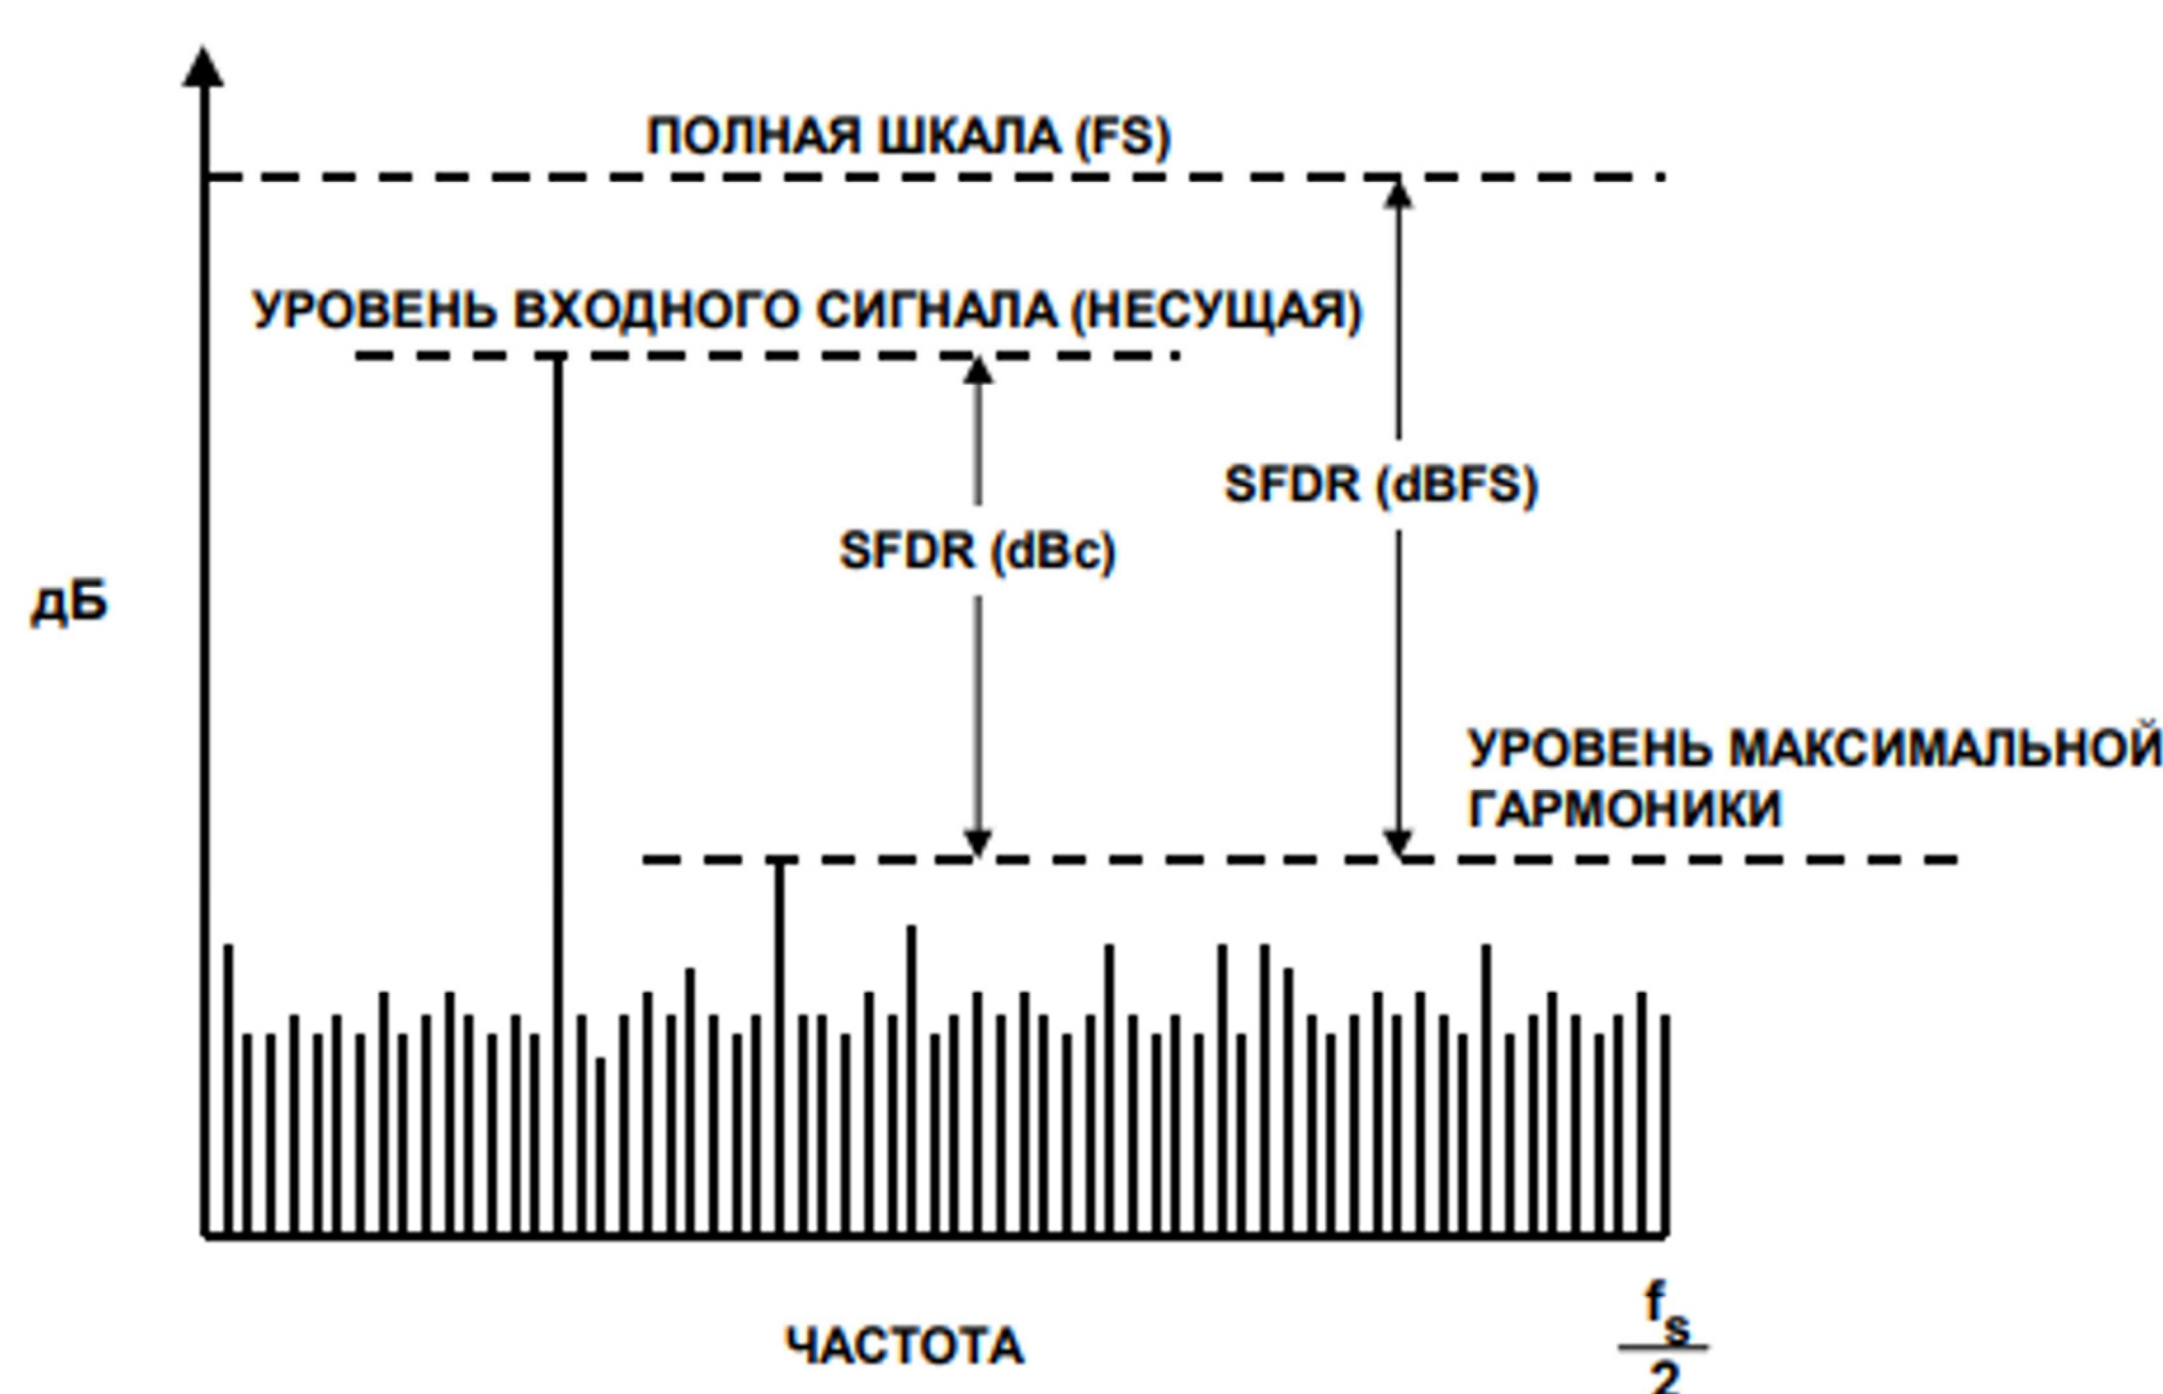 ПОЛНАЯ ШКАЛА (FS)
УРОВЕНЬ ВХОДНОГО СИГНАЛА (НЕСУЩАЯ)
SFDR (dBFS)
SFDR (dBc)
дБ
УРОВЕНЬ МАКСИМАЛЬНОЙ
ГАРМОНИКИ
ЧАСТОТА
fs
2